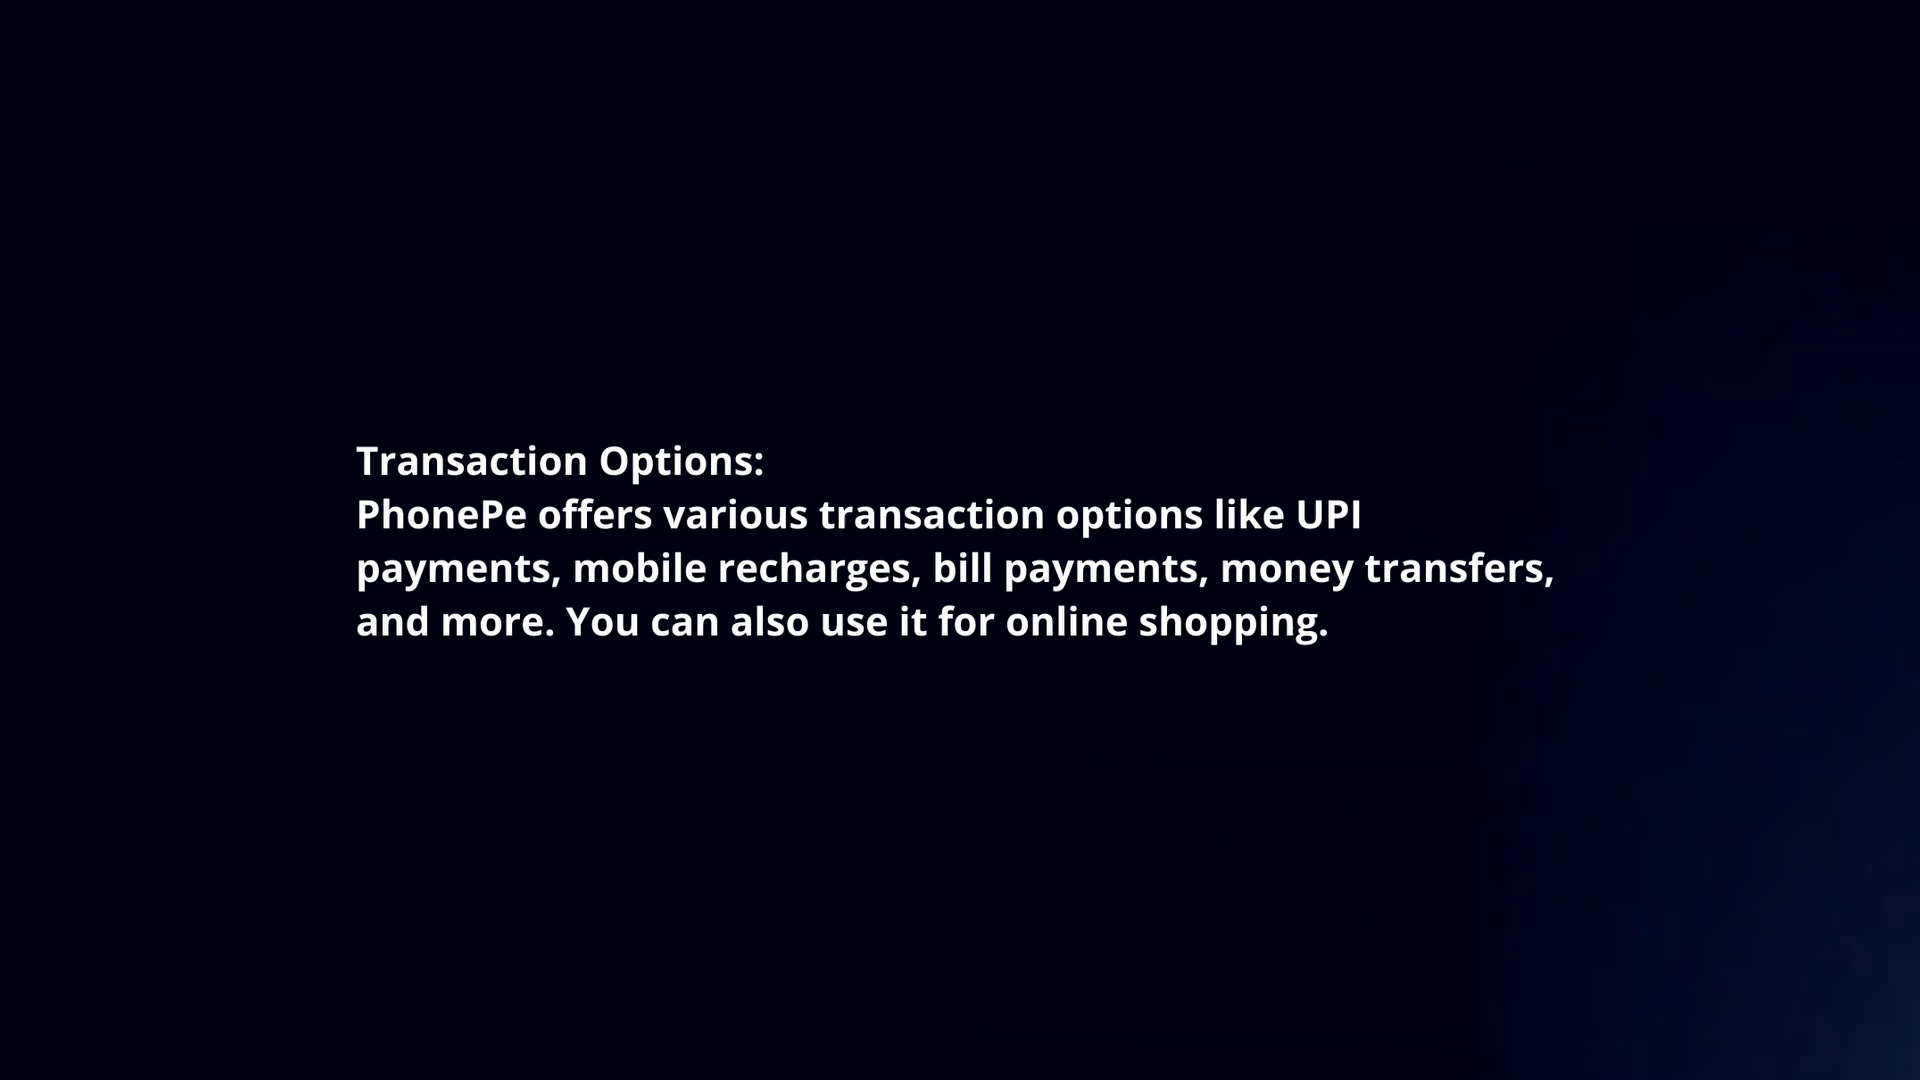 Transaction Options:
PhonePe offers various transaction options like UPI
payments, mobile recharges, bill payments, money transfers,
and more. You can also use it for online shopping.